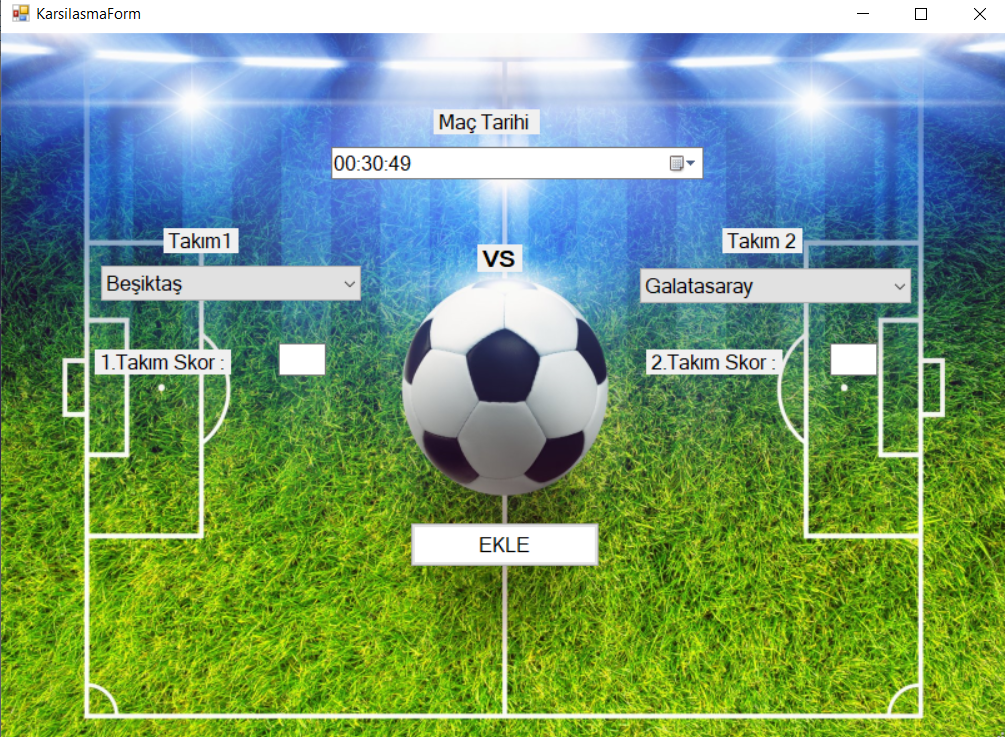 KarsilasmaForm
Maç Tarihi
00:30:49
Takım1
Takım 2
VS
Beşiktaş
Galatasaray
1.Takım Skor :
2.Takım Skor :
EKLE